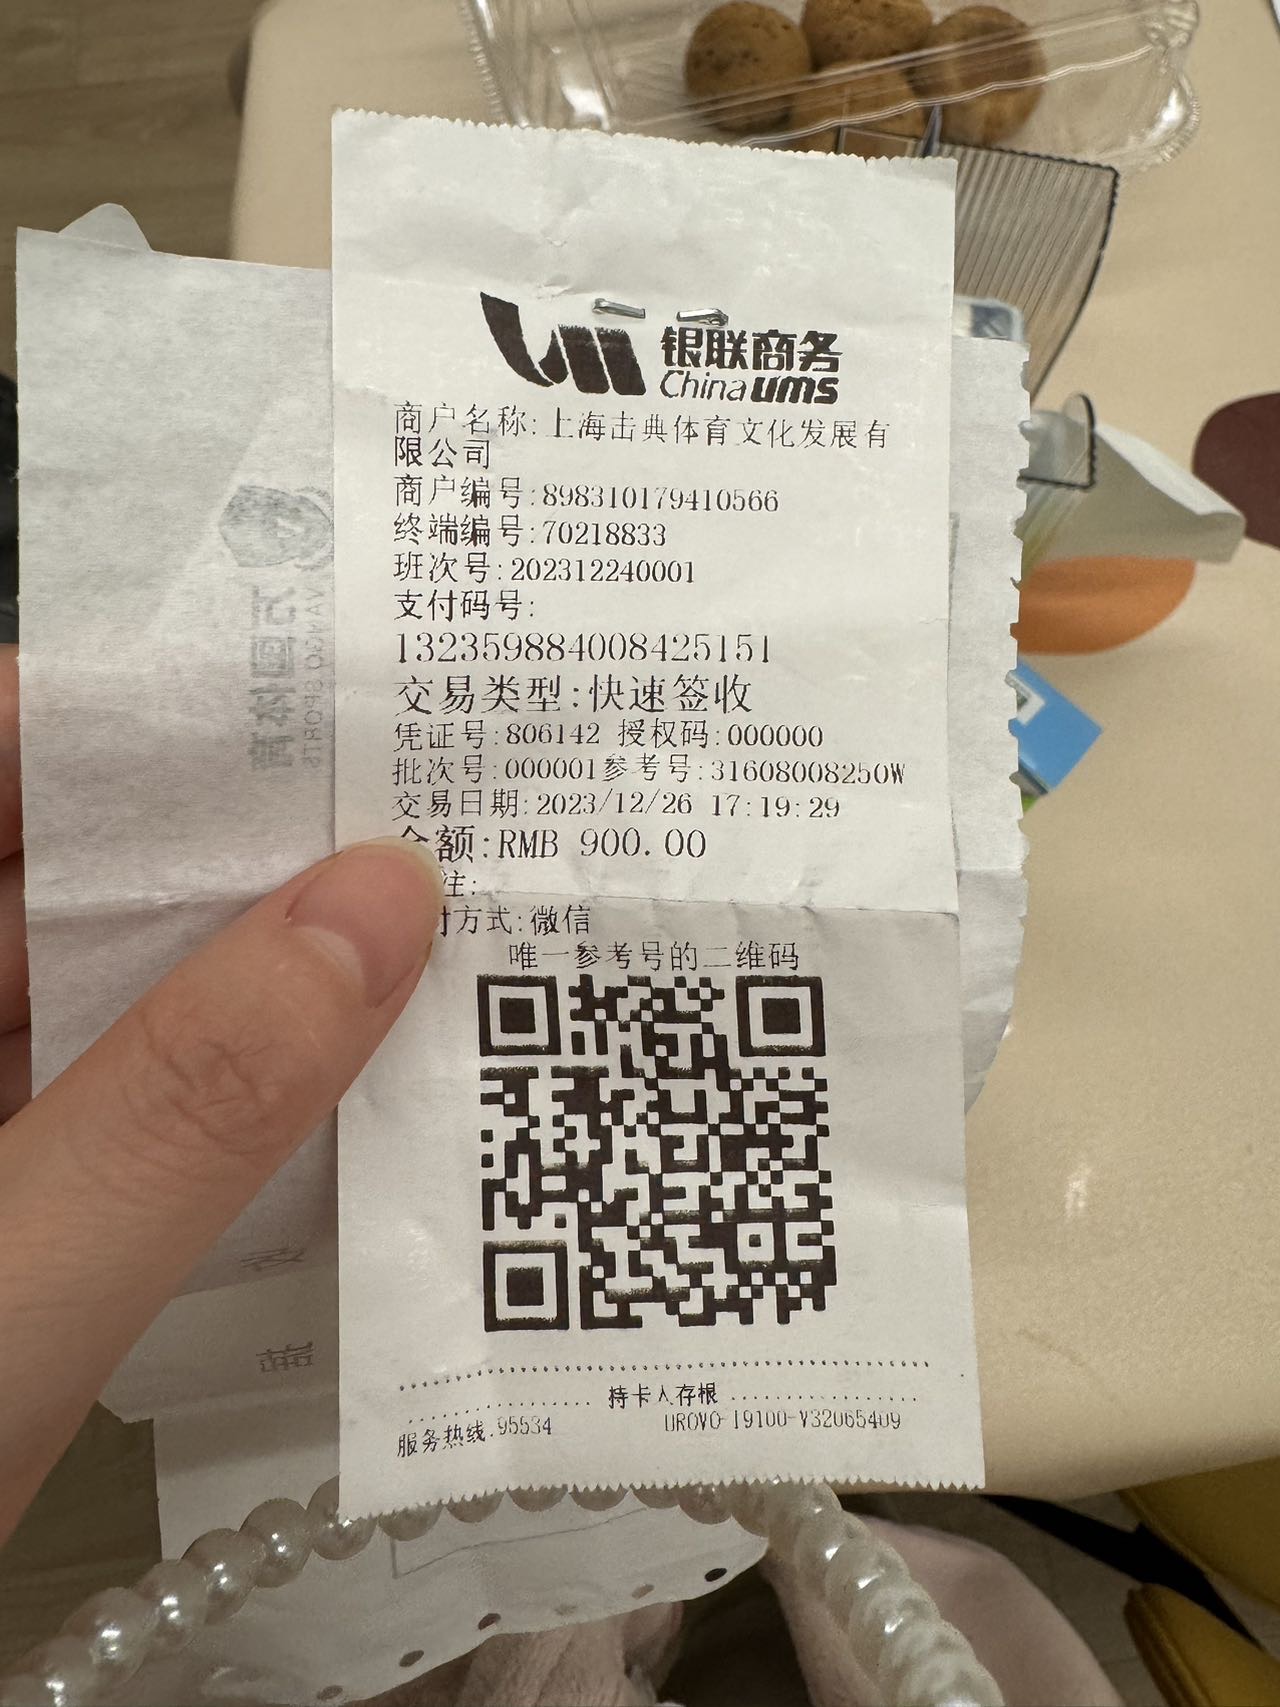 银联商务
China ums
商户名称:上海击典体育文化发展有
限公司
商户编号:898310179410566
终端编号:70218833
班次号:202312240001
支付码号:
132359884008425151
交易类型:快速签收
凭证号:806142 授权码:000000
批次号:000001参考号:31608008250W
交易日期:2023/12/26 17:19:29
额:RMB 900.00
注:
方式:微信
唯一参考号的二维码
持卡人存根
服务热线:95534 UROVO-I9100-V32065409